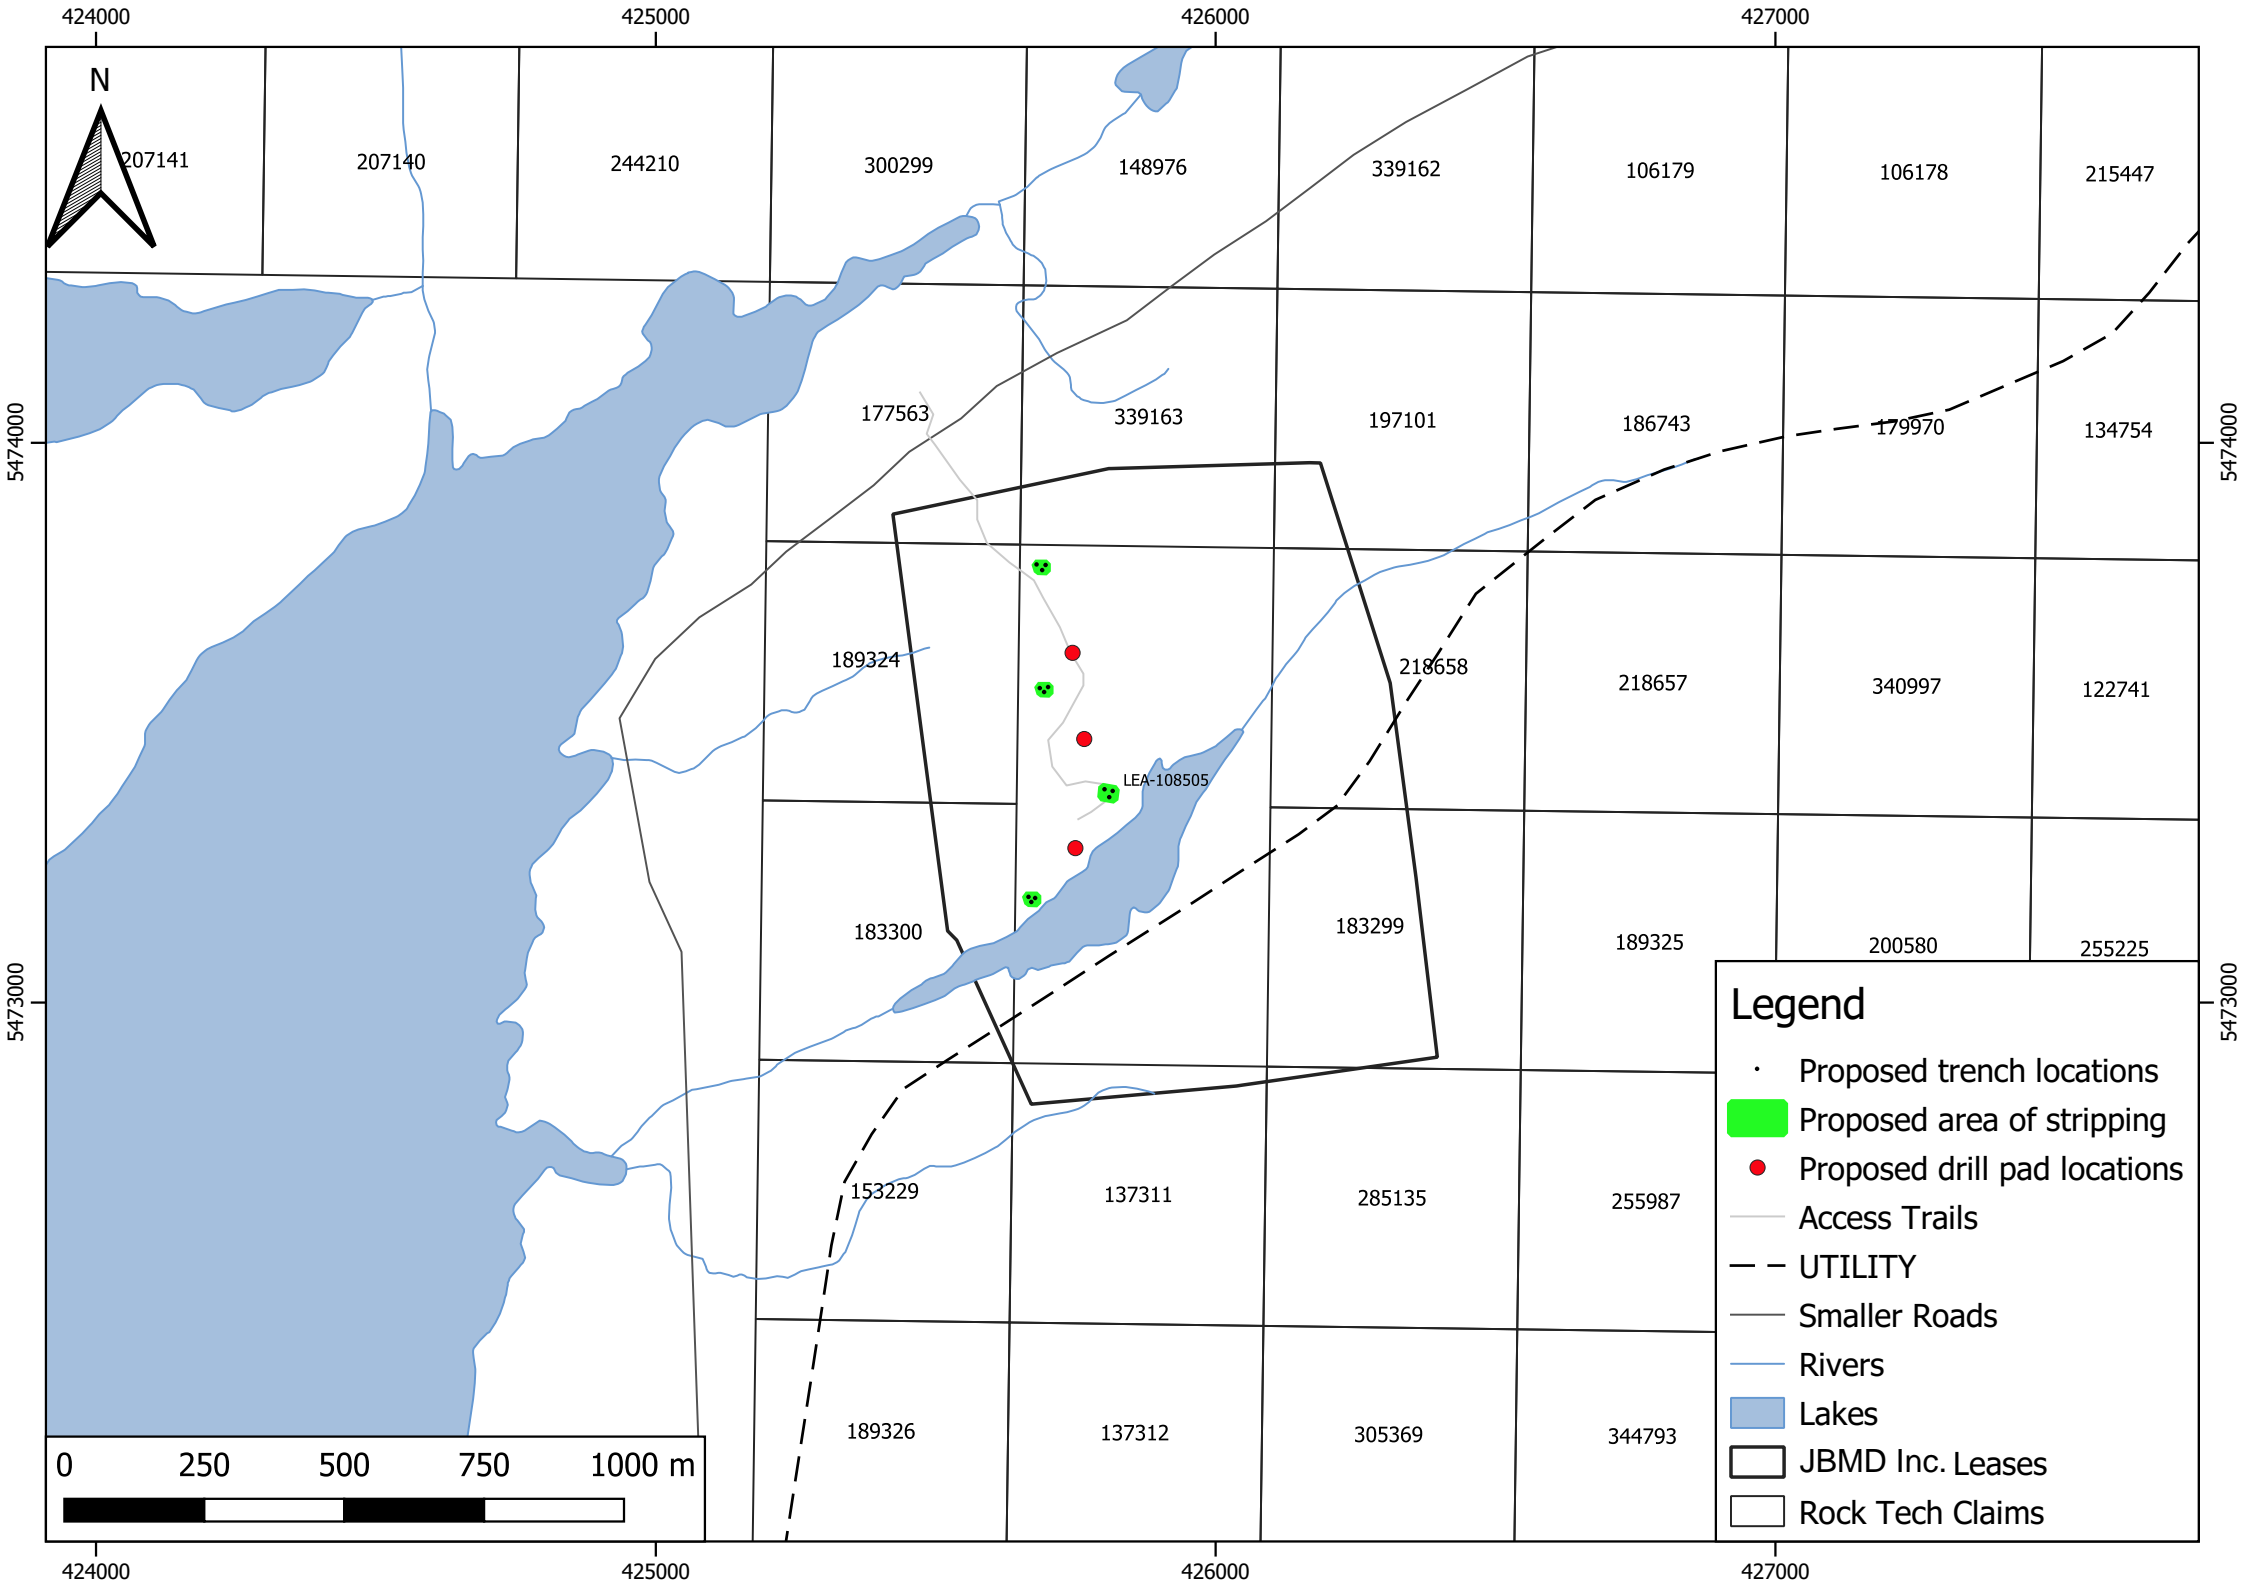 424000 425000 426000 427000
N
207141 207140 244210 300299 148976 339162 106179 106178 215447
5474000 177563 339163 197101 186743 179970 134754 5474000
189324 218658 218657 340997 122741
LEA-108505
183300 183299 189325 200580 255225
5473000 5473000
153229 137311 285135 255987
189326 137312 305369 344793
Legend
Proposed trench locations
Proposed area of stripping
Proposed drill pad locations
Access Trails
UTILITY
Smaller Roads
Rivers
Lakes
JBMD Inc. Leases
Rock Tech Claims
0 250 500 750 1000 m
424000 425000 426000 427000